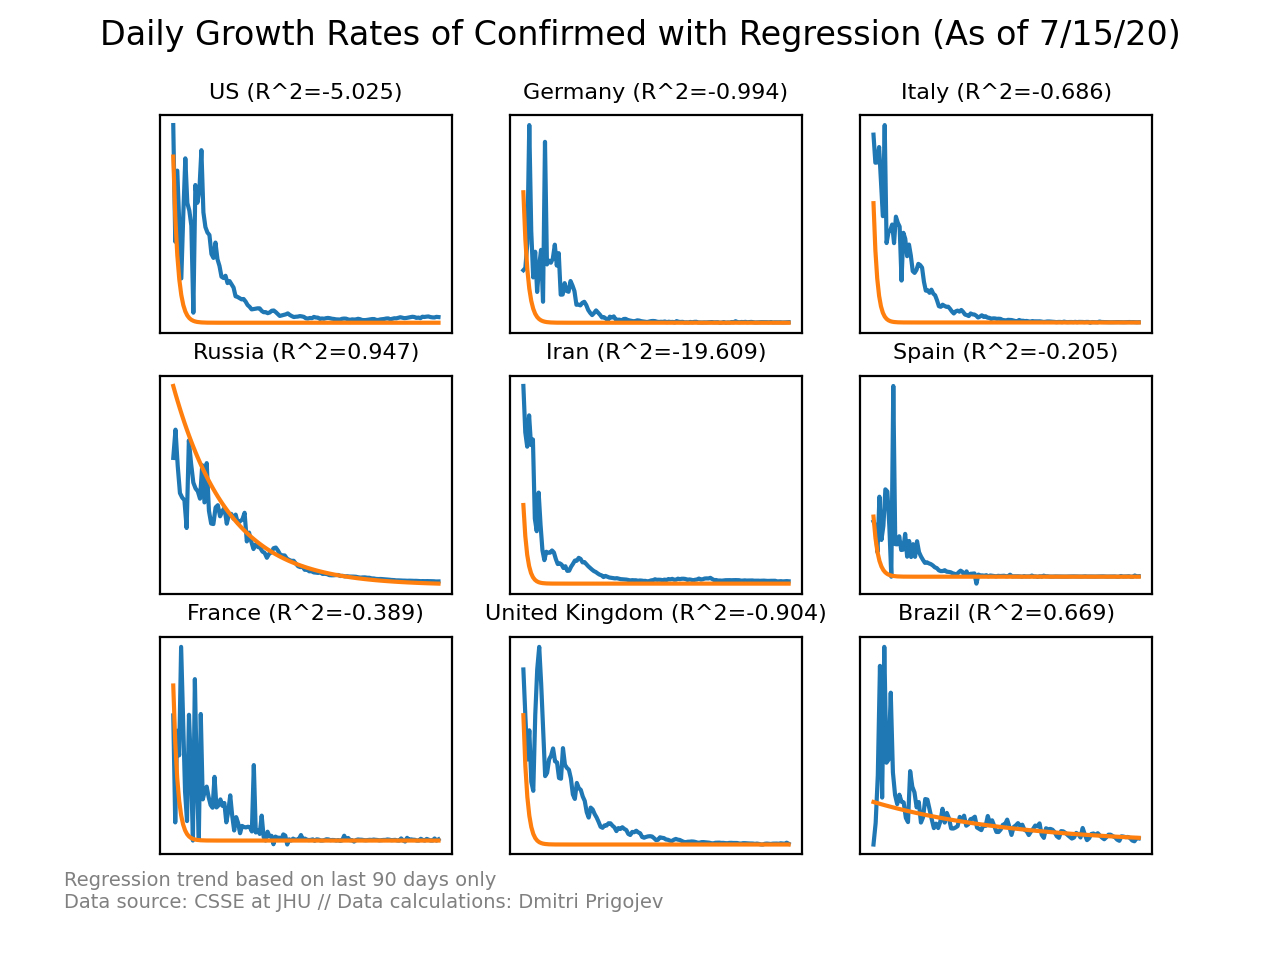 Daily Growth Rates of Confirmed with Regression (As of 7/15/20)
US (R^2=-5.025)
Germany (R^2=-0.994)
Italy (R^2=-0.686)
Russia (R^2=0.947)
Iran (R^2=-19.609)
Spain (R^2=-0.205)
France (R^2=-0.389)
United Kingdom (R^2=-0.904)
Brazil (R^2=0.669)
Regression trend based on last 90 days only
Data source: CSSE at JHU // Data calculations: Dmitri Prigojev